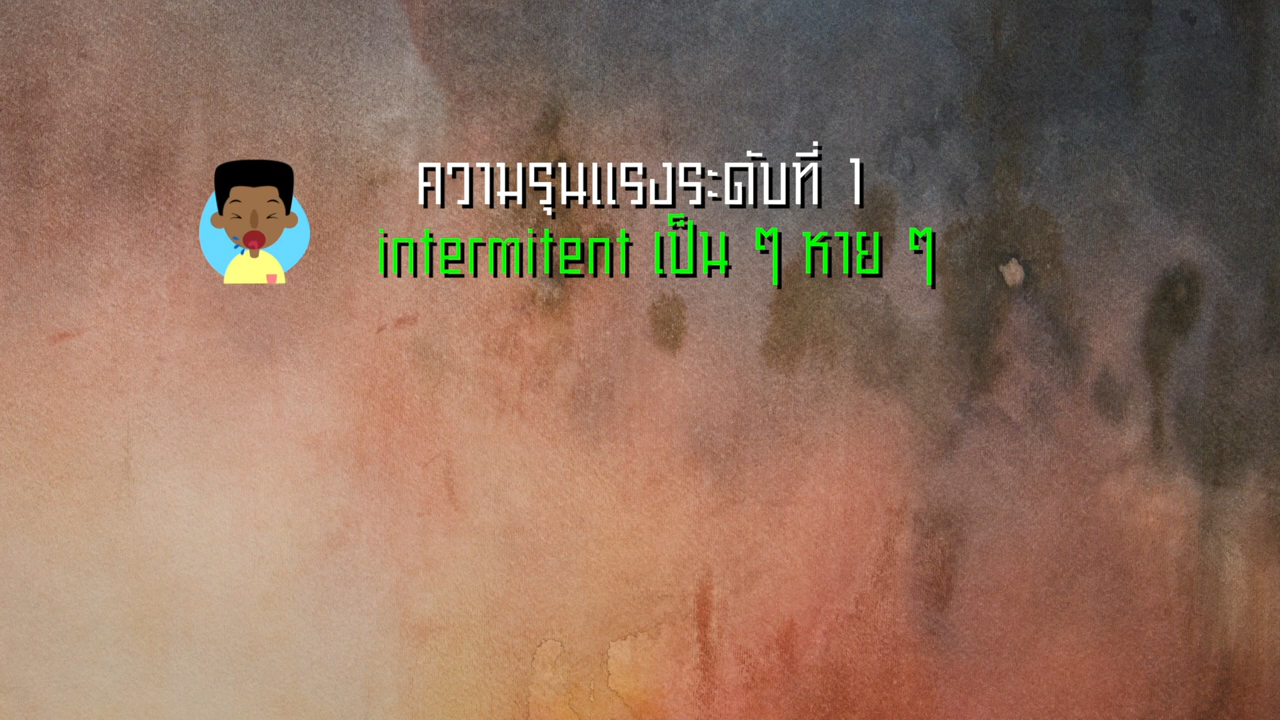 ความรุนแรงระดับที่ 1
intermitent เป็น ๆ หาย ๆ